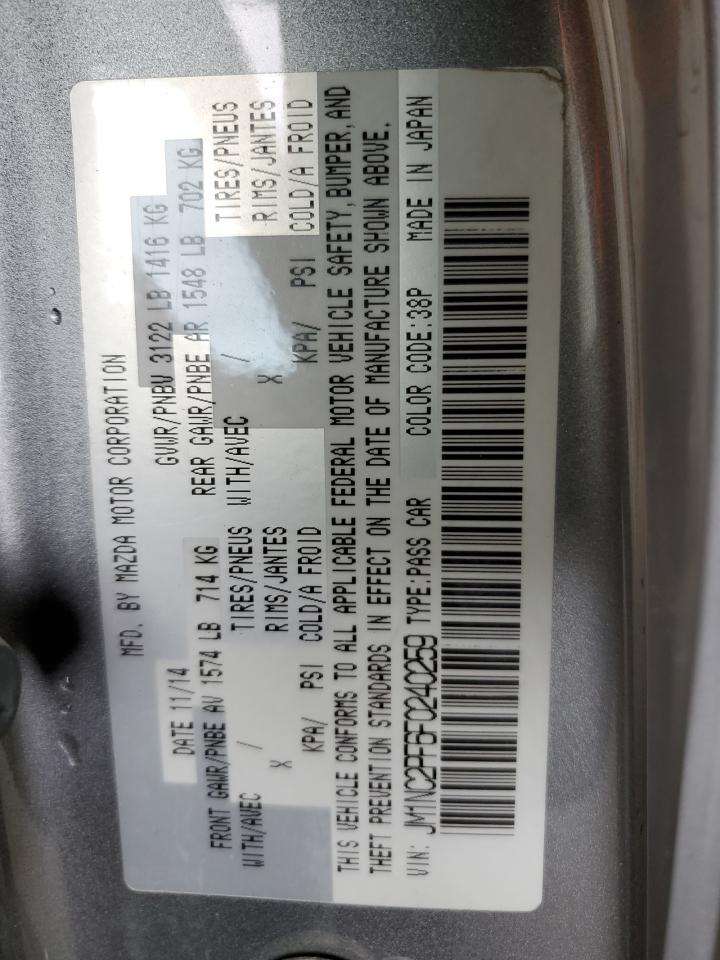 MFD. BY MAZDA MOTOR CORPORATION
DATE 11/14 GVWR/PNBV 3122 LB 1416 KG
FRONT GAWR/PNBE AV 1574 LB 714 KG REAR GAWR/PNBE AR 1548 LB 702 KG
WITH/AVEC / TIRES/PNEUS WITH/AVEC / TIRES/PNEUS
X RIMS/JANTES X RIMS/JANTES
KPA/ PSI COLD/A FROID KPA/ PSI COLD/A FROID
THIS VEHICLE CONFORMS TO ALL APPLICABLE FEDERAL MOTOR VEHICLE SAFETY, BUMPER, AND
THEFT PREVENTION STANDARDS IN EFFECT ON THE DATE OF MANUFACTURE SHOWN ABOVE.
VIN: JM1NC2PF6F0240259 TYPE:PASS CAR COLOR CODE:38P MADE IN JAPAN